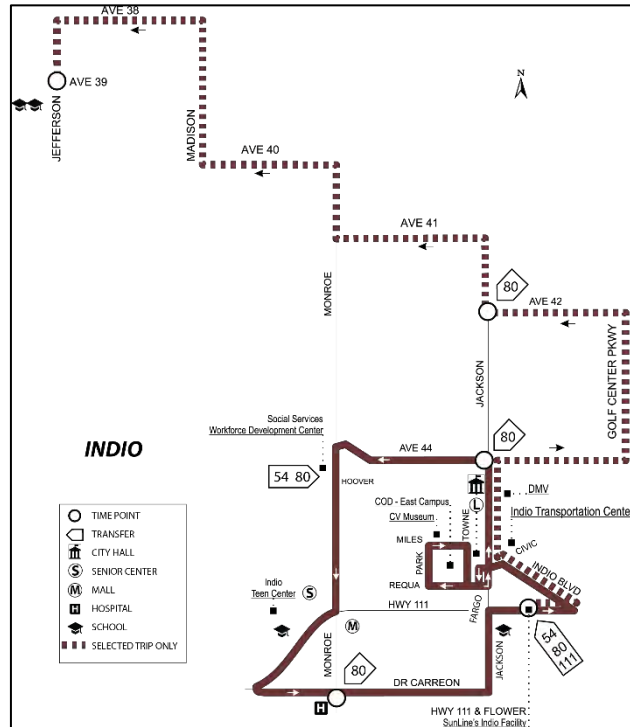 AVE 38
N
AVE 39
JEFFERSON
MADISON
AVE 40
AVE 41
80
MONROE
AVE 42
GOLF CENTER PKWY
JACKSON
Social Services
Workforce Development Center
80
INDIO
AVE 44
54 80
HOOVER
DMV
COD - East Campus
CV Museum
TOWNE
L
Indio Transportation Center
TIME POINT
TRANSFER
CITY HALL
S SENIOR CENTER
M MALL
H HOSPITAL
SCHOOL
SELECTED TRIP ONLY
MILES
PARK
CIVIC
INDIO BLVD
REQUA
Indio
Teen Center
S
HWY 111
FARGO
M
MONROE
80
JACKSON
54
80
111
DR CARREON
H
HWY 111 & FLOWER
SunLine's Indio Facility